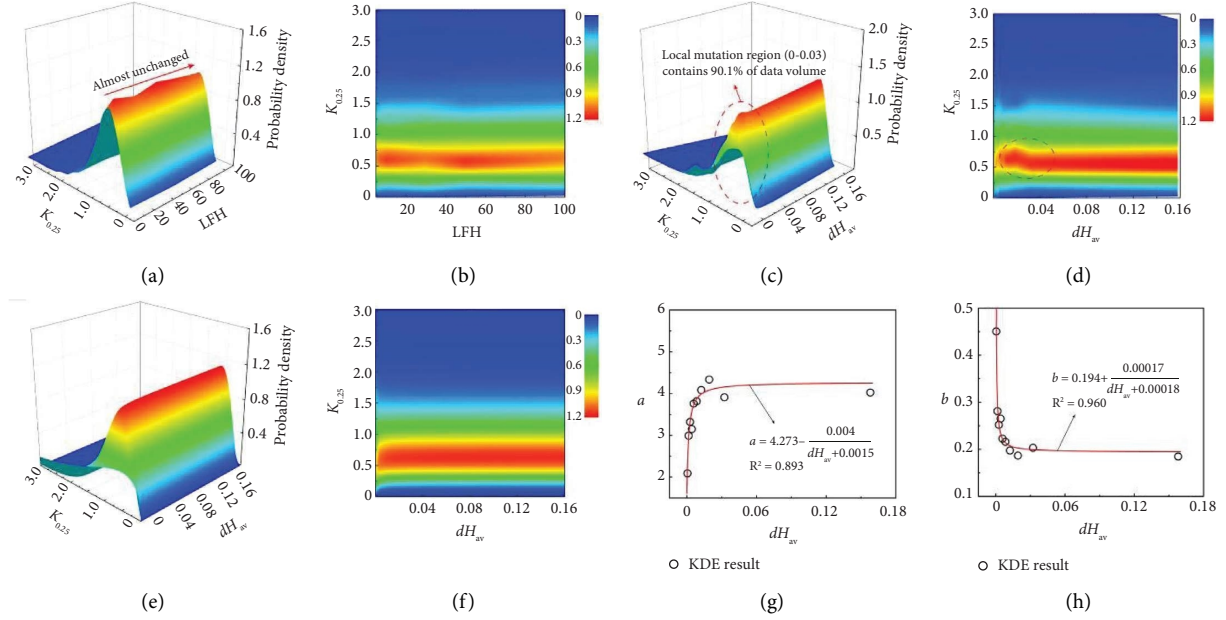 Almost unchanged
Probability density
1.6
1.2
0.8
0.4
3.0
2.0
1.0
0
K0.25
0
20
40
60
80
100
LFH
(a)
K0.25
3.0
2.5
2.0
1.5
1.0
0.5
0
20
40
60
80
100
LFH
0
0.3
0.6
0.9
1.2
(b)
Local mutation region (0-0.03)
contains 90.1% of data volume
Probability density
2.0
1.5
1.0
0.5
3.0
2.0
1.0
0
K0.25
0
0.04
0.08
0.12
0.16
dHav
(c)
K0.25
3.0
2.5
2.0
1.5
1.0
0.5
0
0.04
0.08
0.12
0.16
dHav
0
0.3
0.6
0.9
1.2
(d)
Probability density
1.6
1.2
0.8
0.4
3.0
2.0
1.0
0
K0.25
0
0.04
0.08
0.12
0.16
dHav
(e)
K0.25
3.0
2.5
2.0
1.5
1.0
0.5
0
0.04
0.08
0.12
0.16
dHav
0
0.3
0.6
0.9
1.2
(f)
a
6
5
4
3
2
0
0.06
0.12
0.18
dHav
a = 4.273– 0.004 / dHav+0.0015
R² = 0.893
KDE result
(g)
b
0.5
0.4
0.3
0.2
0.1
0
0.06
0.12
0.18
dHav
b = 0.194+ 0.00017 / dHav+0.00018
R² = 0.960
KDE result
(h)